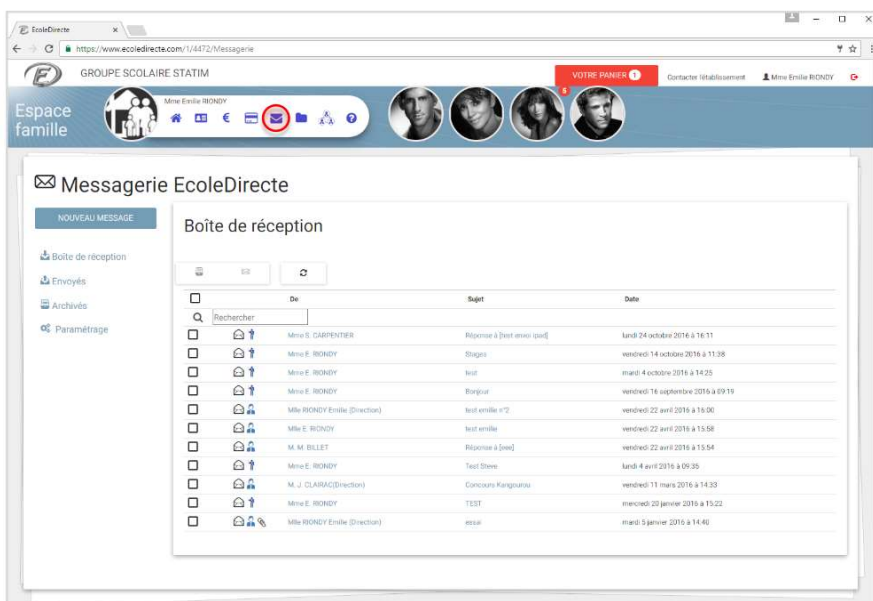 EcoleDirecte
https://www.ecoledirecte.com/1/4472/Messagerie
GROUPE SCOLAIRE STATIM
VOTRE PANIER 1
Contacter l'établissement
Mme Emilie RIONDY
Espace famille
Mme Emilie RIONDY
5
Messagerie EcoleDirecte
NOUVEAU MESSAGE
Boîte de réception
Envoyés
Archivés
Paramétrage
Boîte de réception
De Sujet Date
Rechercher
Mme S. CARPENTIER Réponse à [test envoi ipad] lundi 24 octobre 2016 à 16:11
Mme E. RIONDY Stages vendredi 14 octobre 2016 à 11:38
Mme E. RIONDY test mardi 4 octobre 2016 à 14:25
Mme E. RIONDY Bonjour vendredi 16 septembre 2016 à 09:19
Mlle RIONDY Emilie (Direction) test emilie n°2 vendredi 22 avril 2016 à 16:00
Mlle E. RIONDY test emilie vendredi 22 avril 2016 à 15:58
M. M. BILLET Réponse à [eee] vendredi 22 avril 2016 à 15:54
Mme E. RIONDY Test Steve lundi 4 avril 2016 à 09:35
M. J. CLAIRAC(Direction) Concours Kangourou vendredi 11 mars 2016 à 14:33
Mme E. RIONDY TEST mercredi 20 janvier 2016 à 15:22
Mlle RIONDY Emilie (Direction) essai mardi 5 janvier 2016 à 14:40